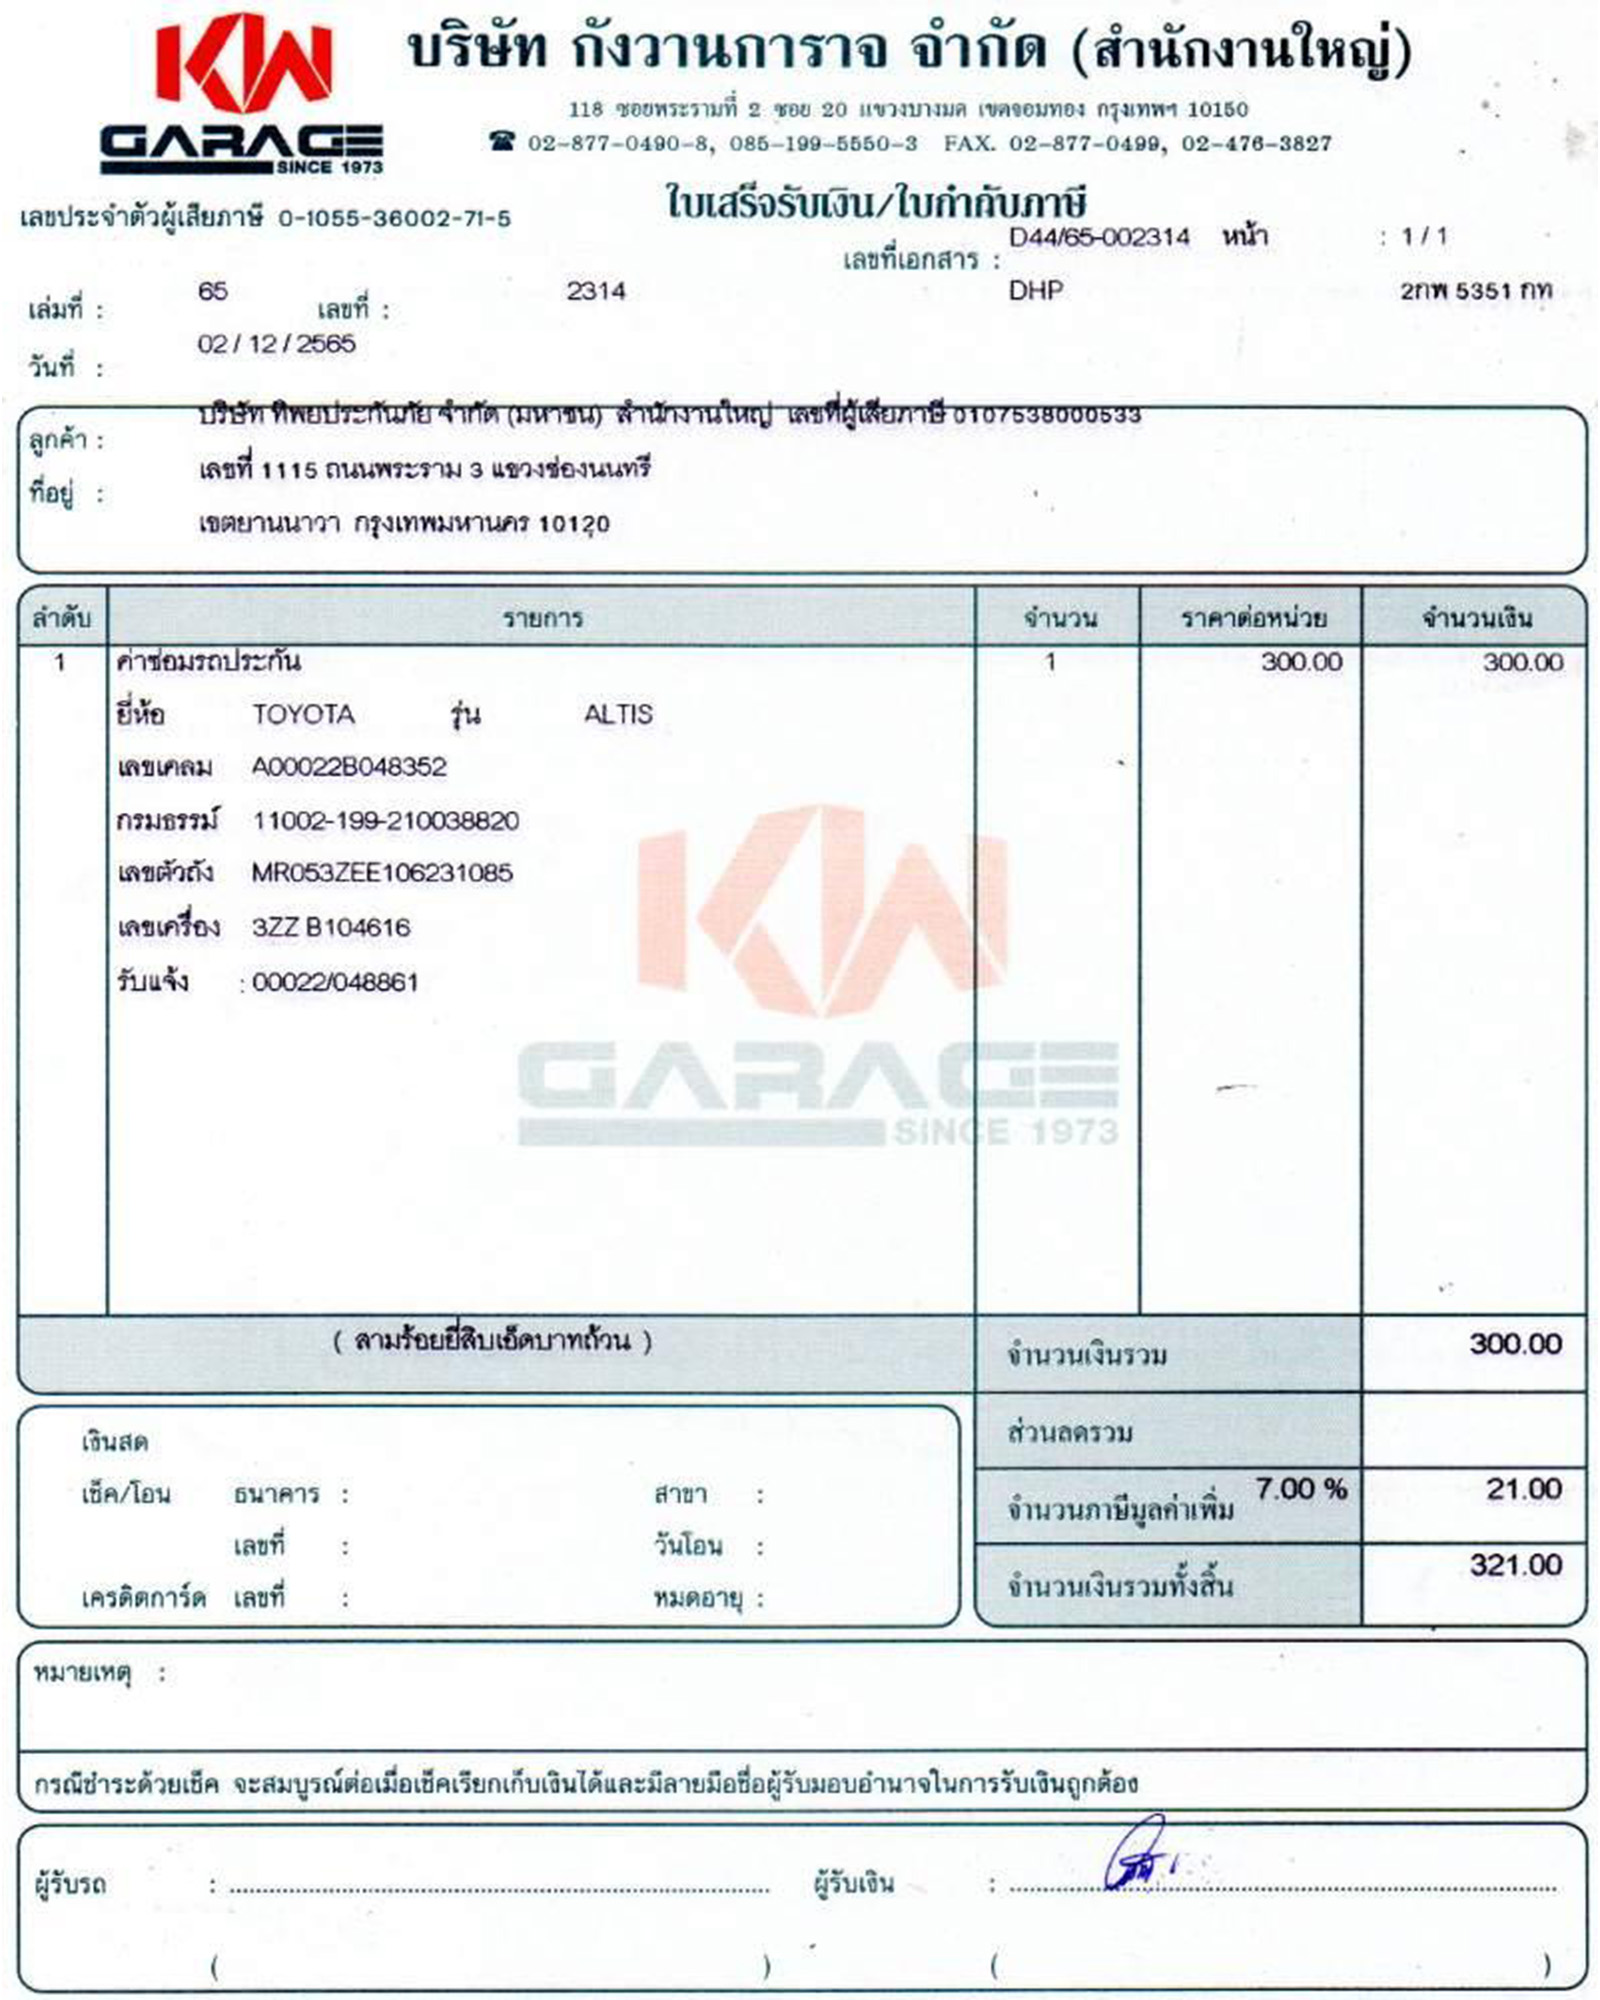 KW
GARAGE
SINCE 1973
บริษัท กังวานการาจ จำกัด (สำนักงานใหญ่)
118 ซอยพระรามที่ 2 ซอย 20 แขวงบางมด เขตจอมทอง กรุงเทพฯ 10150
☎ 02-877-0490-8, 085-199-5550-3 FAX. 02-877-0499, 02-476-3827
เลขประจำตัวผู้เสียภาษี 0-1055-36002-71-5
ใบเสร็จรับเงิน/ใบกำกับภาษี
เลขที่เอกสาร : D44/65-002314 หน้า : 1 / 1
เล่มที่ : 65 เลขที่ : 2314 DHP 2กพ 5351 กท
วันที่ : 02 / 12 / 2565
ลูกค้า : บริษัท ทิพยประกันภัย จำกัด (มหาชน) สำนักงานใหญ่ เลขที่ผู้เสียภาษี 0107538000533
ที่อยู่ : เลขที่ 1115 ถนนพระราม 3 แขวงช่องนนทรี
เขตยานนาวา กรุงเทพมหานคร 10120
ลำดับ รายการ จำนวน ราคาต่อหน่วย จำนวนเงิน
1 ค่าซ่อมรถประกัน 1 300.00 300.00
ยี่ห้อ TOYOTA รุ่น ALTIS
เลขเคลม A00022B048352
กรมธรรม์ 11002-199-210038820
เลขตัวถัง MR053ZEE106231085
เลขเครื่อง 3ZZ B104616
รับแจ้ง : 00022/048861
KW
GARAGE
SINCE 1973
( สามร้อยยี่สิบเอ็ดบาทถ้วน ) จำนวนเงินรวม 300.00
ส่วนลดรวม
จำนวนภาษีมูลค่าเพิ่ม 7.00 % 21.00
จำนวนเงินรวมทั้งสิ้น 321.00
เงินสด
เช็ค/โอน ธนาคาร : สาขา :
เลขที่ : วันโอน :
เครดิตการ์ด เลขที่ : หมดอายุ :
หมายเหตุ :
กรณีชำระด้วยเช็ค จะสมบูรณ์ต่อเมื่อเช็คเรียกเก็บเงินได้และมีลายมือชื่อผู้รับมอบอำนาจในการรับเงินถูกต้อง
ผู้รับรถ : ผู้รับเงิน :
( ) ( )